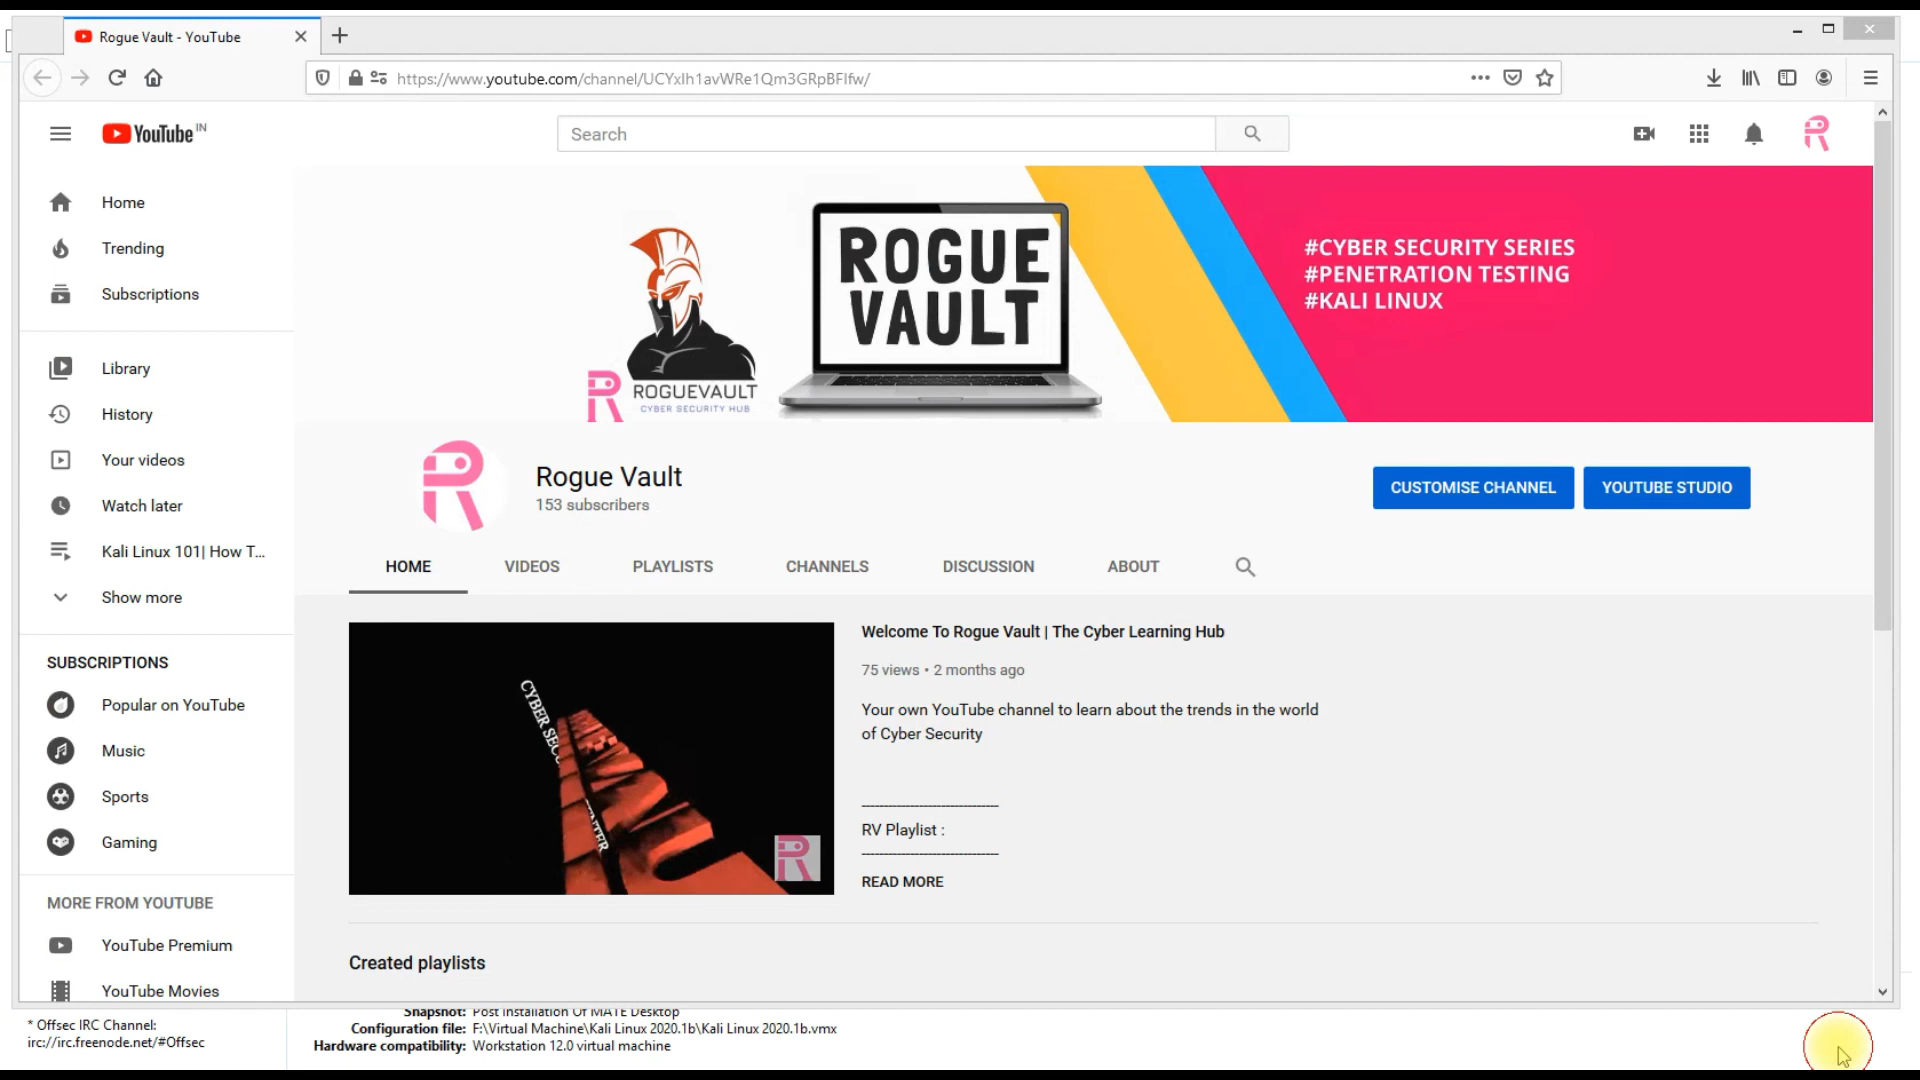 Rogue Vault - YouTube
https://www.youtube.com/channel/UCYxIh1avWRe1Qm3GRpBFIfw/
YouTube IN
Search
Home
Trending
Subscriptions
Library
History
Your videos
Watch later
Kali Linux 101| How T...
Show more
SUBSCRIPTIONS
Popular on YouTube
Music
Sports
Gaming
MORE FROM YOUTUBE
YouTube Premium
YouTube Movies
ROGUE
VAULT
ROGUEVAULT
CYBER SECURITY HUB
#CYBER SECURITY SERIES
#PENETRATION TESTING
#KALI LINUX
Rogue Vault
153 subscribers
CUSTOMISE CHANNEL
YOUTUBE STUDIO
HOME
VIDEOS
PLAYLISTS
CHANNELS
DISCUSSION
ABOUT
CYBER SEC
Welcome To Rogue Vault | The Cyber Learning Hub
75 views • 2 months ago
Your own YouTube channel to learn about the trends in the world
of Cyber Security
--------------------------------
RV Playlist :
--------------------------------
READ MORE
Created playlists
* Offsec IRC Channel:
irc://irc.freenode.net/#Offsec
Snapshot: Post Installation Of MATE Desktop
Configuration file: F:\Virtual Machine\Kali Linux 2020.1b\Kali Linux 2020.1b.vmx
Hardware compatibility: Workstation 12.0 virtual machine